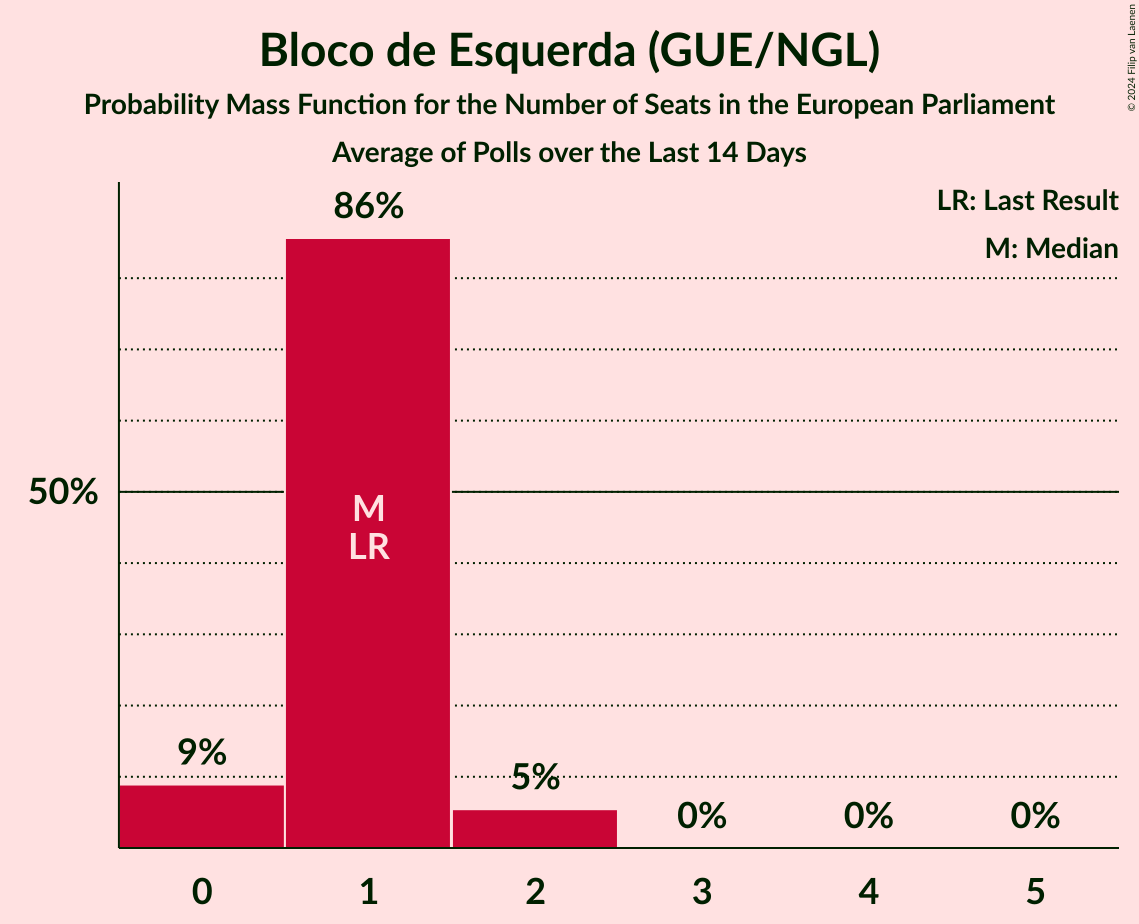 Bloco de Esquerda (GUE/NGL)
Probability Mass Function for the Number of Seats in the European Parliament
Average of Polls over the Last 14 Days
© 2024 Filip van Laenen
LR: Last Result
M: Median
86%
50%
M
LR
9%
5%
0%
0%
0%
0
1
2
3
4
5